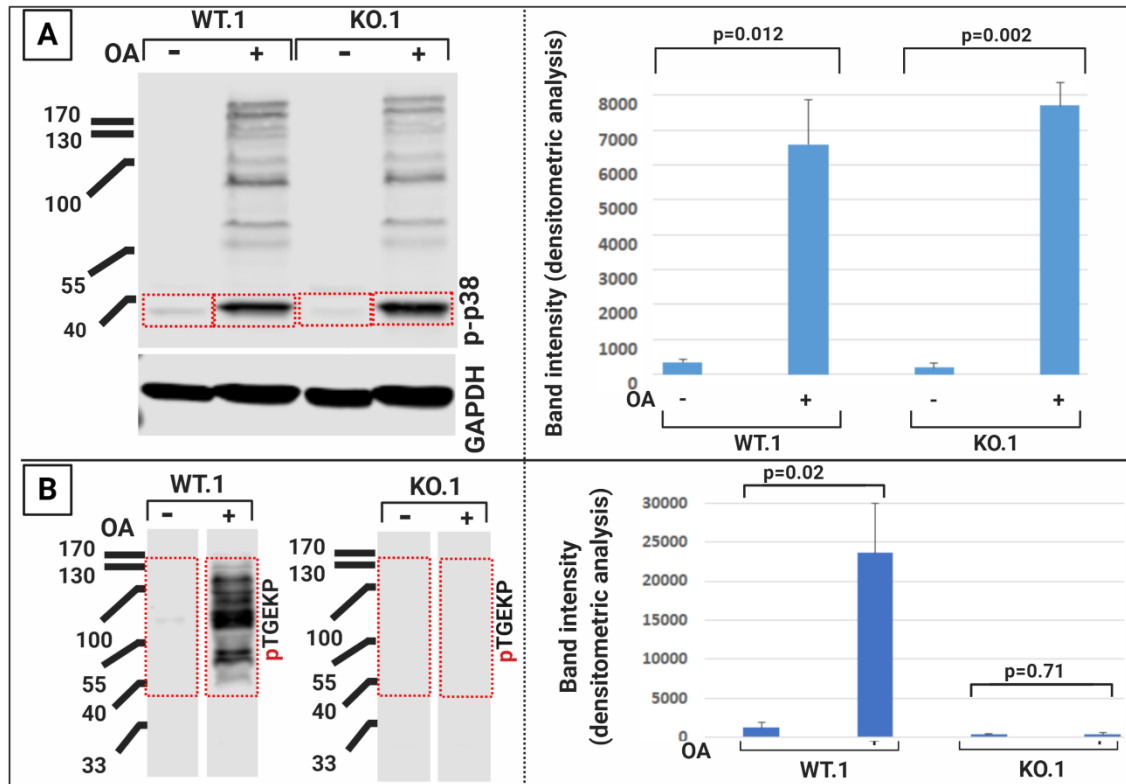 A
WT.1 KO.1
OA - + - +
170
130
100
55
40
p-p38
GAPDH
Band intensity (densitometric analysis)
p=0.012 p=0.002
8000
7000
6000
5000
4000
3000
2000
1000
0
OA - + - +
WT.1 KO.1
B
WT.1 KO.1
OA - + - +
170
130
100
55
40
33
pTGEKP
170
130
100
55
40
33
pTGEKP
Band intensity
(densitometric analysis)
p=0.02
p=0.71
30000
25000
20000
15000
10000
5000
0
OA - + - +
WT.1 KO.1